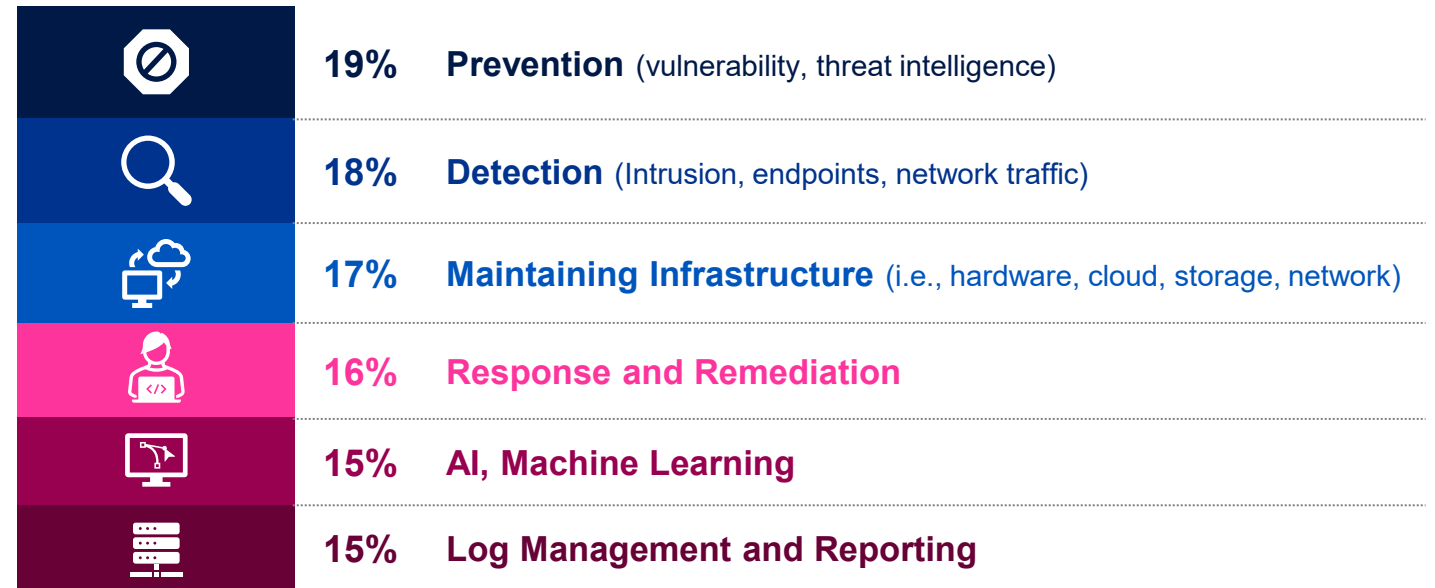 19% Prevention (vulnerability, threat intelligence)
18% Detection (Intrusion, endpoints, network traffic)
17% Maintaining Infrastructure (i.e., hardware, cloud, storage, network)
</>
16% Response and Remediation
15% AI, Machine Learning
15% Log Management and Reporting